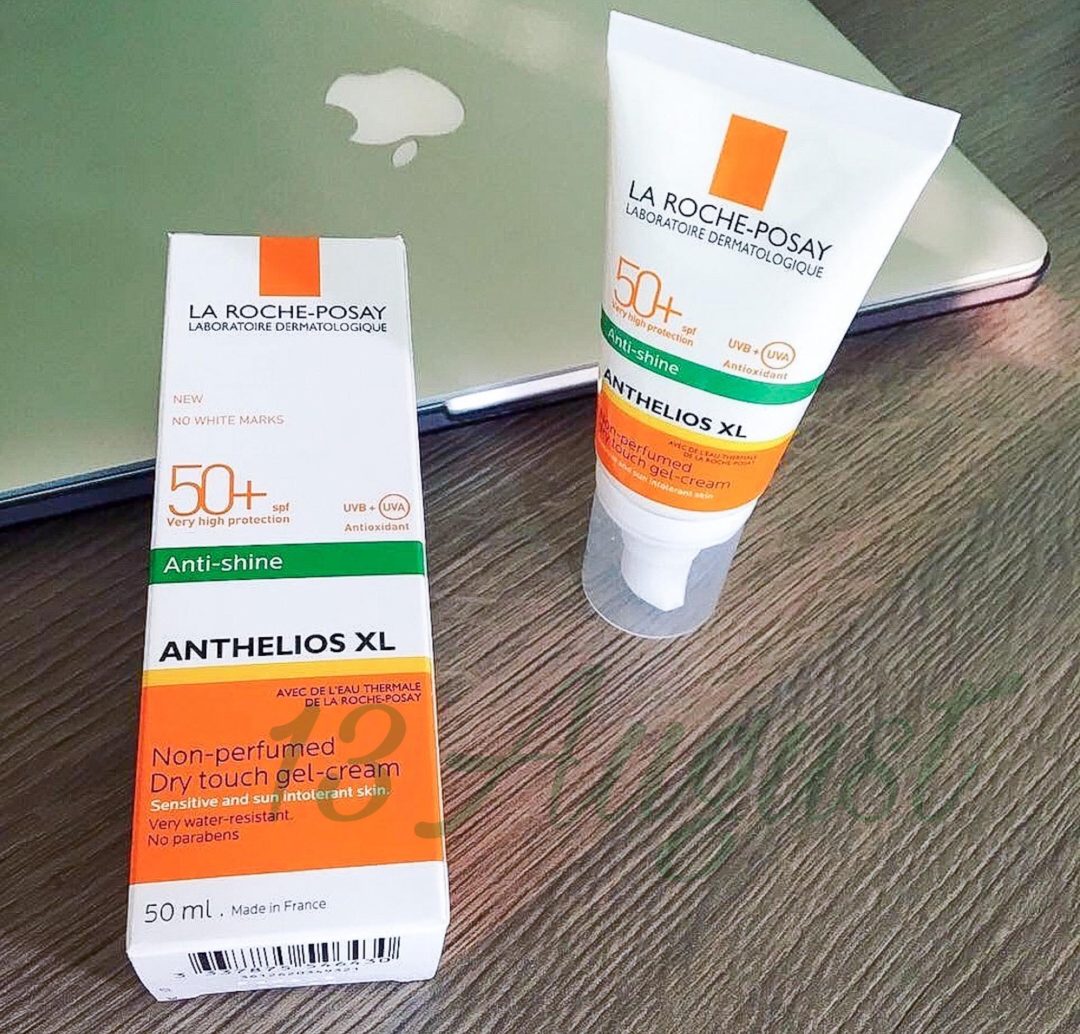 LA ROCHE-POSAY
LABORATOIRE DERMATOLOGIQUE
NEW
NO WHITE MARKS
50+ spf
Very high protection
UVB + UVA
Antioxidant
Anti-shine
ANTHELIOS XL
AVEC DE L'EAU THERMALE
DE LA ROCHE-POSAY
Non-perfumed
Dry touch gel-cream
Sensitive and sun intolerant skin.
Very water-resistant.
No parabens
50 ml . Made in France
LA ROCHE-POSAY
LABORATOIRE DERMATOLOGIQUE
50+ spf
Very high protection
UVB + UVA
Antioxidant
Anti-shine
ANTHELIOS XL
AVEC DE L'EAU THERMALE
DE LA ROCHE-POSAY
Non-perfumed
Dry touch gel-cream
and sun intolerant skin
13 August